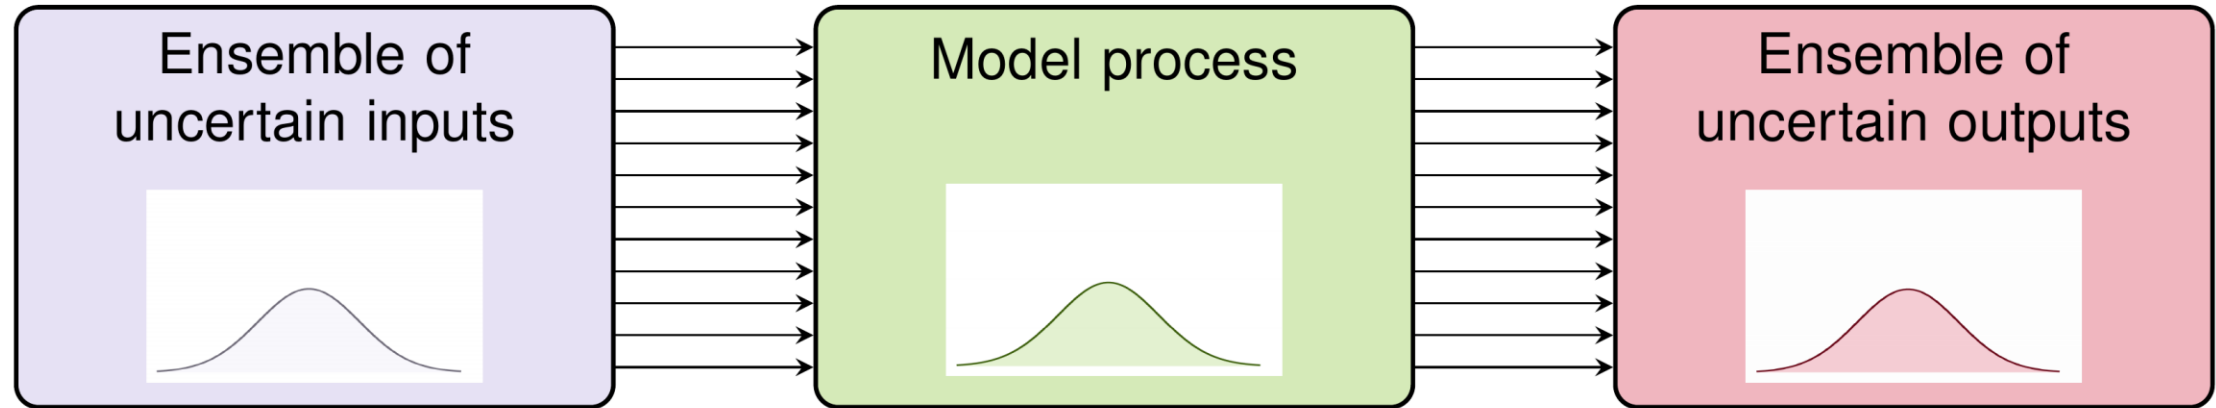 Ensemble of
uncertain inputs
Model process
Ensemble of
uncertain outputs